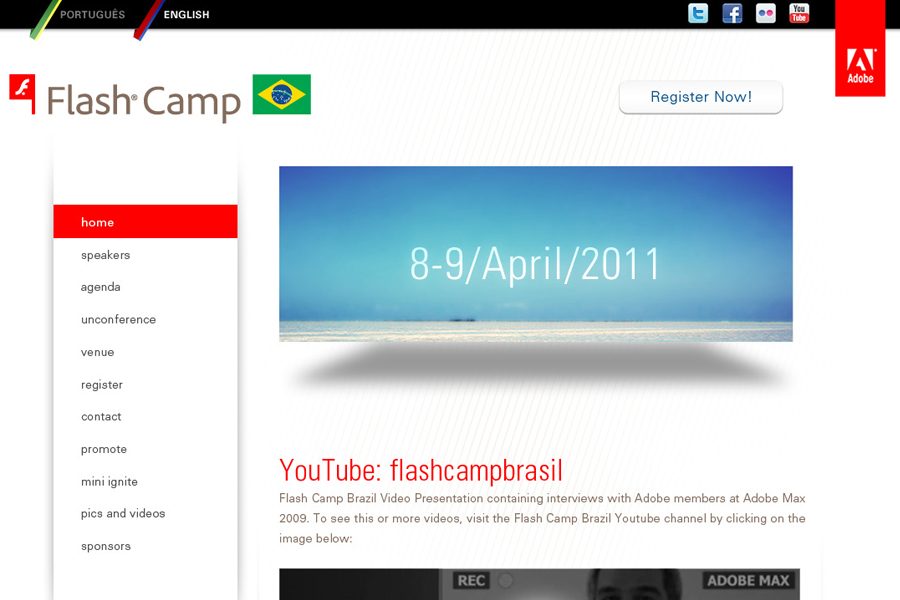 PORTUGUÊS
ENGLISH
You
Tube
Adobe
Flash® Camp
Register Now!
home
speakers
agenda
unconference
venue
register
contact
promote
mini ignite
pics and videos
sponsors
8-9/April/2011
YouTube: flashcampbrasil
Flash Camp Brazil Video Presentation containing interviews with Adobe members at Adobe Max
2009. To see this or more videos, visit the Flash Camp Brazil Youtube channel by clicking on the
image below:
REC
ADOBE MAX